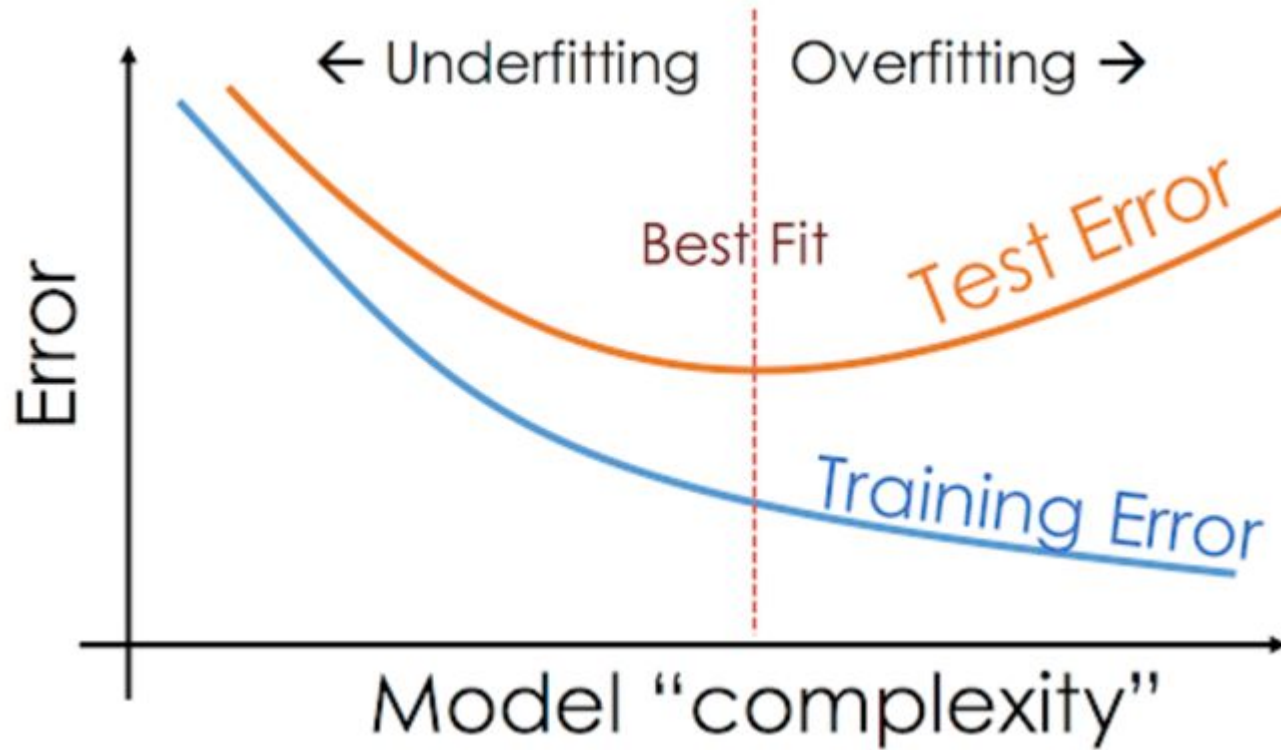 ← Underfitting
Overfitting →
Best Fit
Test Error
Error
Training Error
Model “complexity”